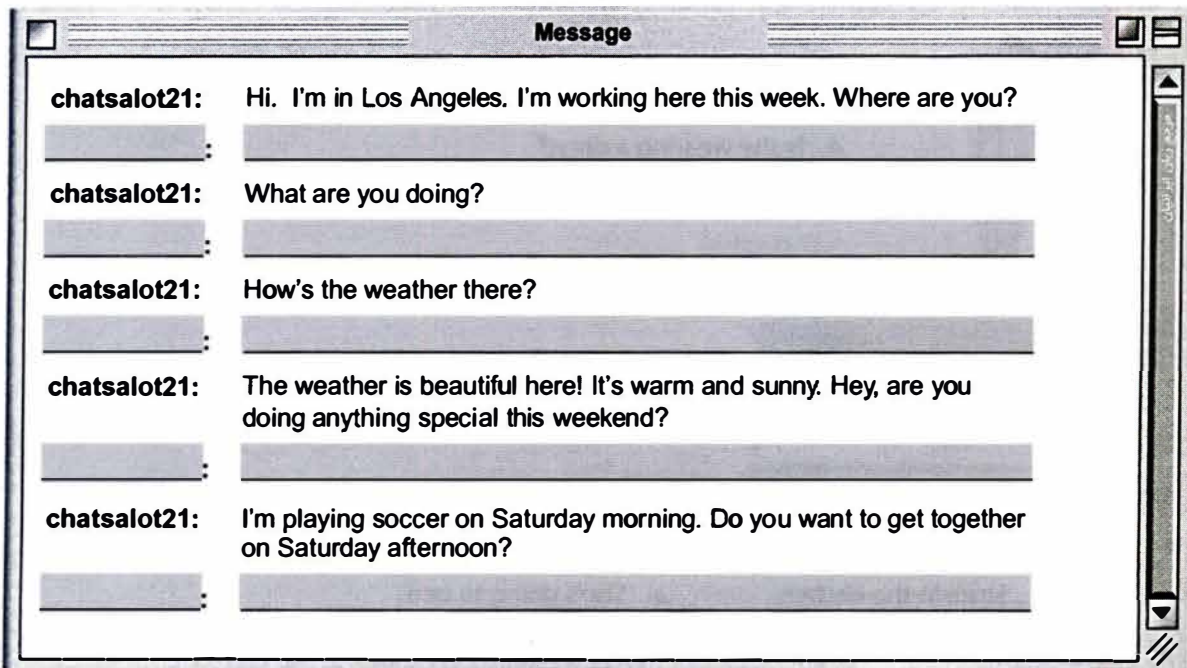 Message
chatsalot21: Hi. I'm in Los Angeles. I'm working here this week. Where are you?
:
chatsalot21: What are you doing?
:
chatsalot21: How's the weather there?
:
chatsalot21: The weather is beautiful here! It's warm and sunny. Hey, are you
doing anything special this weekend?
:
chatsalot21: I'm playing soccer on Saturday morning. Do you want to get together
on Saturday afternoon?
: